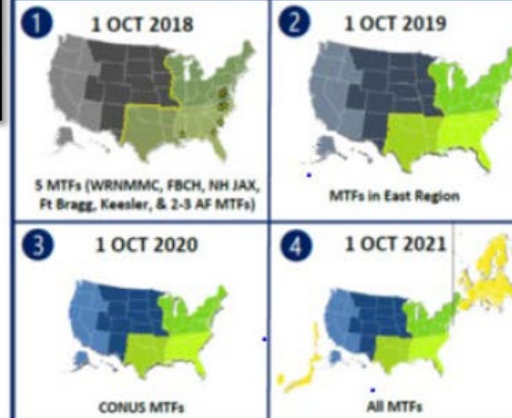 1
1 OCT 2018
5 MTFs (WRNMMC, FBCH, NH JAX,
Ft Bragg, Keesler, & 2-3 AF MTFs)
2
1 OCT 2019
MTFs in East Region
3
1 OCT 2020
CONUS MTFs
4
1 OCT 2021
All MTFs